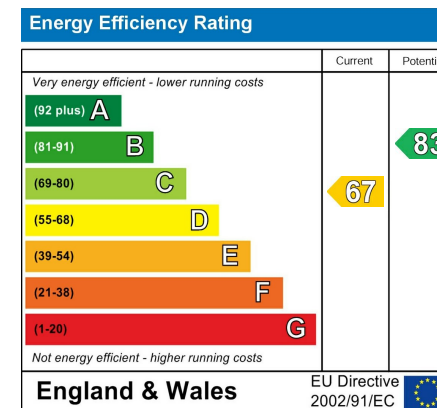 Energy Efficiency Rating
Current
Very energy efficient - lower running costs
(92 plus) A
(81-91) B
83
(69-80) C
67
(55-68) D
(39-54) E
(21-38) F
(1-20) G
Not energy efficient - higher running costs
England & Wales
EU Directive
2002/91/EC